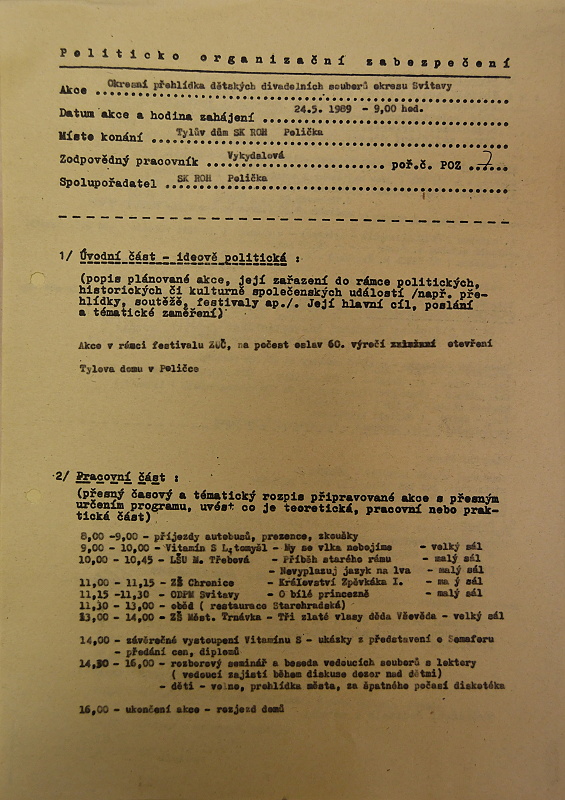 Politicko organizační zabezpečení
Akce Okresní přehlídka dětských divadelních souborů okresu Svitavy
Datum akce a hodina zahájení 24.5. 1989 - 9,00 hod.
Místo konání Tylův dům SK ROH Polička
Zodpovědný pracovník Vykydalová poř.č. POZ 7
Spolupořadatel SK ROH Polička
1/ Úvodní část - ideově politická :
(popis plánované akce, její zařazení do rámce politických,
historických či kulturně společenských událostí /např. pře-
hlídky, soutěžě, festivaly ap./. Její hlavní cíl, poslání
a tématické zaměření)
Akce v rámci festivalu ZUČ, na počest oslav 60. výročí otevření
Tylova domu v Poličce
2/ Pracovní část :
(přesný časový a tématický rozpis připravované akce s přesným
určením programu, uvést co je teoretická, pracovní nebo prak-
tická část)
8,00 -9,00 - příjezdy autobusů, prezence, zkoušky
9,00 - 10,00 - Vitamín S Litomyšl - My se vlka nebojíme - velký sál
10,00 - 10,45 - LŠU M. Třebová - Příběh starého rámu - malý sál
- Nevyplazuj jazyk na lva - malý sál
11,00 - 11,15 - ZŠ Chronice - Království Zpěvkáka I. - ma ý sál
11,15 -11,30 - ODPM Svitavy - O bílé princezně - malý sál
11,30 - 13,00 - oběd ( restaurace Starohradská)
13,00 - 14,00 - ZŠ Měst. Trnávka - Tři zlaté vlasy děda Věevěda - velký sál
14,00 - závěrečné vystoupení Vitamínu S - ukázky z představení o Semaforu
- předání cen, diplomů
14,30 - 16,00 - rozborový seminář a beseda vedoucích souborů s lektory
( vedoucí zajistí během diskuse dozor nad dětmi)
- děti - volno, prohlídka města, za špatného počasí diskotéka
16,00 - ukončení akce - rozjezd domů